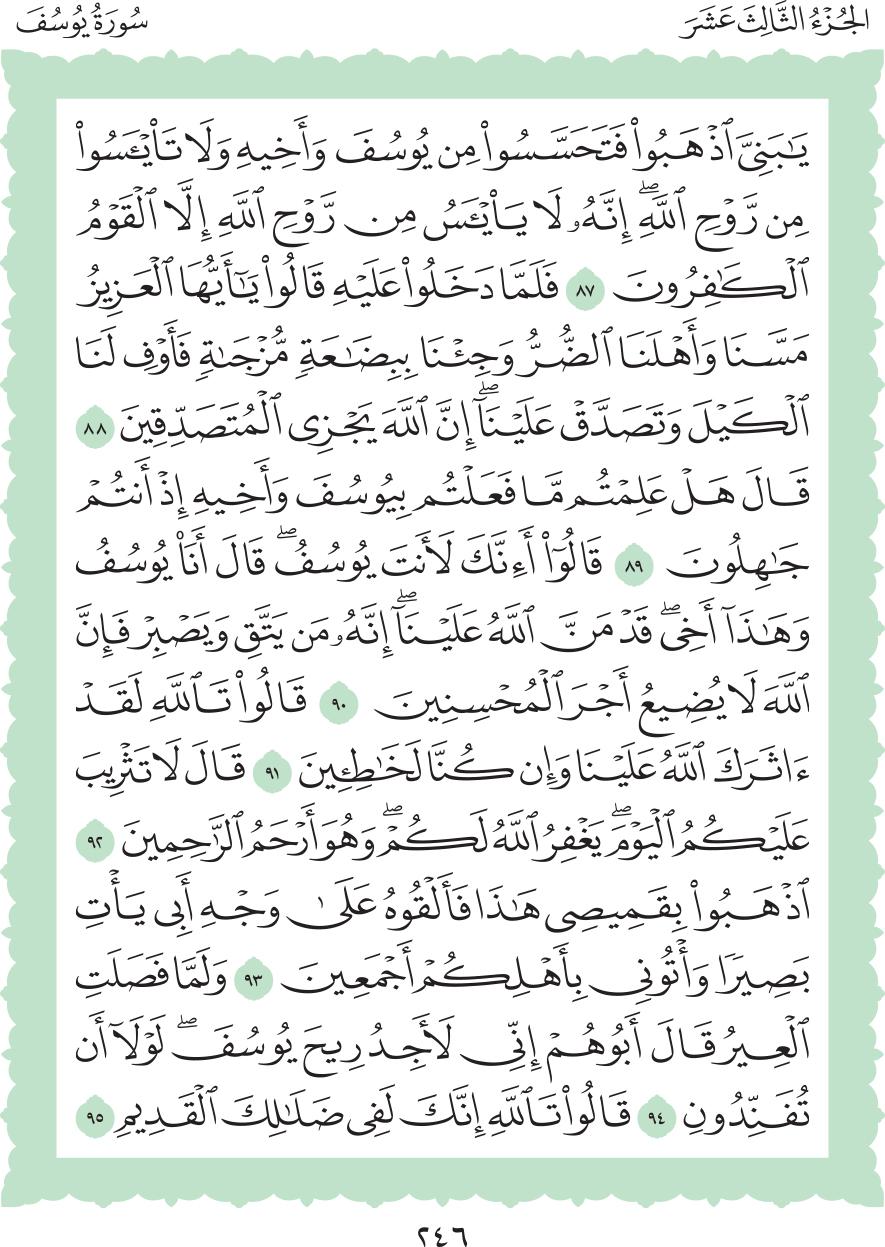 الجُزْءُ الثَّالِثَ عَشَرَ
سُورَةُ يُوسُفَ
يَٰبَنِىَّ ٱذْهَبُوا۟ فَتَحَسَّسُوا۟ مِن يُوسُفَ وَأَخِيهِ وَلَا تَا۟يْـَٔسُوا۟
مِن رَّوْحِ ٱللَّهِ ۖ إِنَّهُۥ لَا يَا۟يْـَٔسُ مِن رَّوْحِ ٱللَّهِ إِلَّا ٱلْقَوْمُ
ٱلْكَٰفِرُونَ ٨٧ فَلَمَّا دَخَلُوا۟ عَلَيْهِ قَالُوا۟ يَٰٓأَيُّهَا ٱلْعَزِيزُ
مَسَّنَا وَأَهْلَنَا ٱلضُّرُّ وَجِئْنَا بِبِضَٰعَةٍ مُّزْجَىٰةٍ فَأَوْفِ لَنَا
ٱلْكَيْلَ وَتَصَدَّقْ عَلَيْنَآ ۖ إِنَّ ٱللَّهَ يَجْزِى ٱلْمُتَصَدِّقِينَ ٨٨
قَالَ هَلْ عَلِمْتُم مَّا فَعَلْتُم بِيُوسُفَ وَأَخِيهِ إِذْ أَنتُمْ
جَٰهِلُونَ ٨٩ قَالُوٓا۟ أَءِنَّكَ لَأَنتَ يُوسُفُ ۖ قَالَ أَنَا۠ يُوسُفُ
وَهَٰذَآ أَخِى ۖ قَدْ مَنَّ ٱللَّهُ عَلَيْنَآ ۖ إِنَّهُۥ مَن يَتَّقِ وَيَصْبِرْ فَإِنَّ
ٱللَّهَ لَا يُضِيعُ أَجْرَ ٱلْمُحْسِنِينَ ٩٠ قَالُوا۟ تَٱللَّهِ لَقَدْ
ءَاثَرَكَ ٱللَّهُ عَلَيْنَا وَإِن كُنَّا لَخَٰطِـِٔينَ ٩١ قَالَ لَا تَثْرِيبَ
عَلَيْكُمُ ٱلْيَوْمَ ۖ يَغْفِرُ ٱللَّهُ لَكُمْ ۖ وَهُوَ أَرْحَمُ ٱلرَّٰحِمِينَ ٩٢
ٱذْهَبُوا۟ بِقَمِيصِى هَٰذَا فَأَلْقُوهُ عَلَىٰ وَجْهِ أَبِى يَأْتِ
بَصِيرًا وَأْتُونِى بِأَهْلِكُمْ أَجْمَعِينَ ٩٣ وَلَمَّا فَصَلَتِ
ٱلْعِيرُ قَالَ أَبُوهُمْ إِنِّى لَأَجِدُ رِيحَ يُوسُفَ ۖ لَوْلَآ أَن
تُفَنِّدُونِ ٩٤ قَالُوا۟ تَٱللَّهِ إِنَّكَ لَفِى ضَلَٰلِكَ ٱلْقَدِيمِ ٩٥
٢٤٦